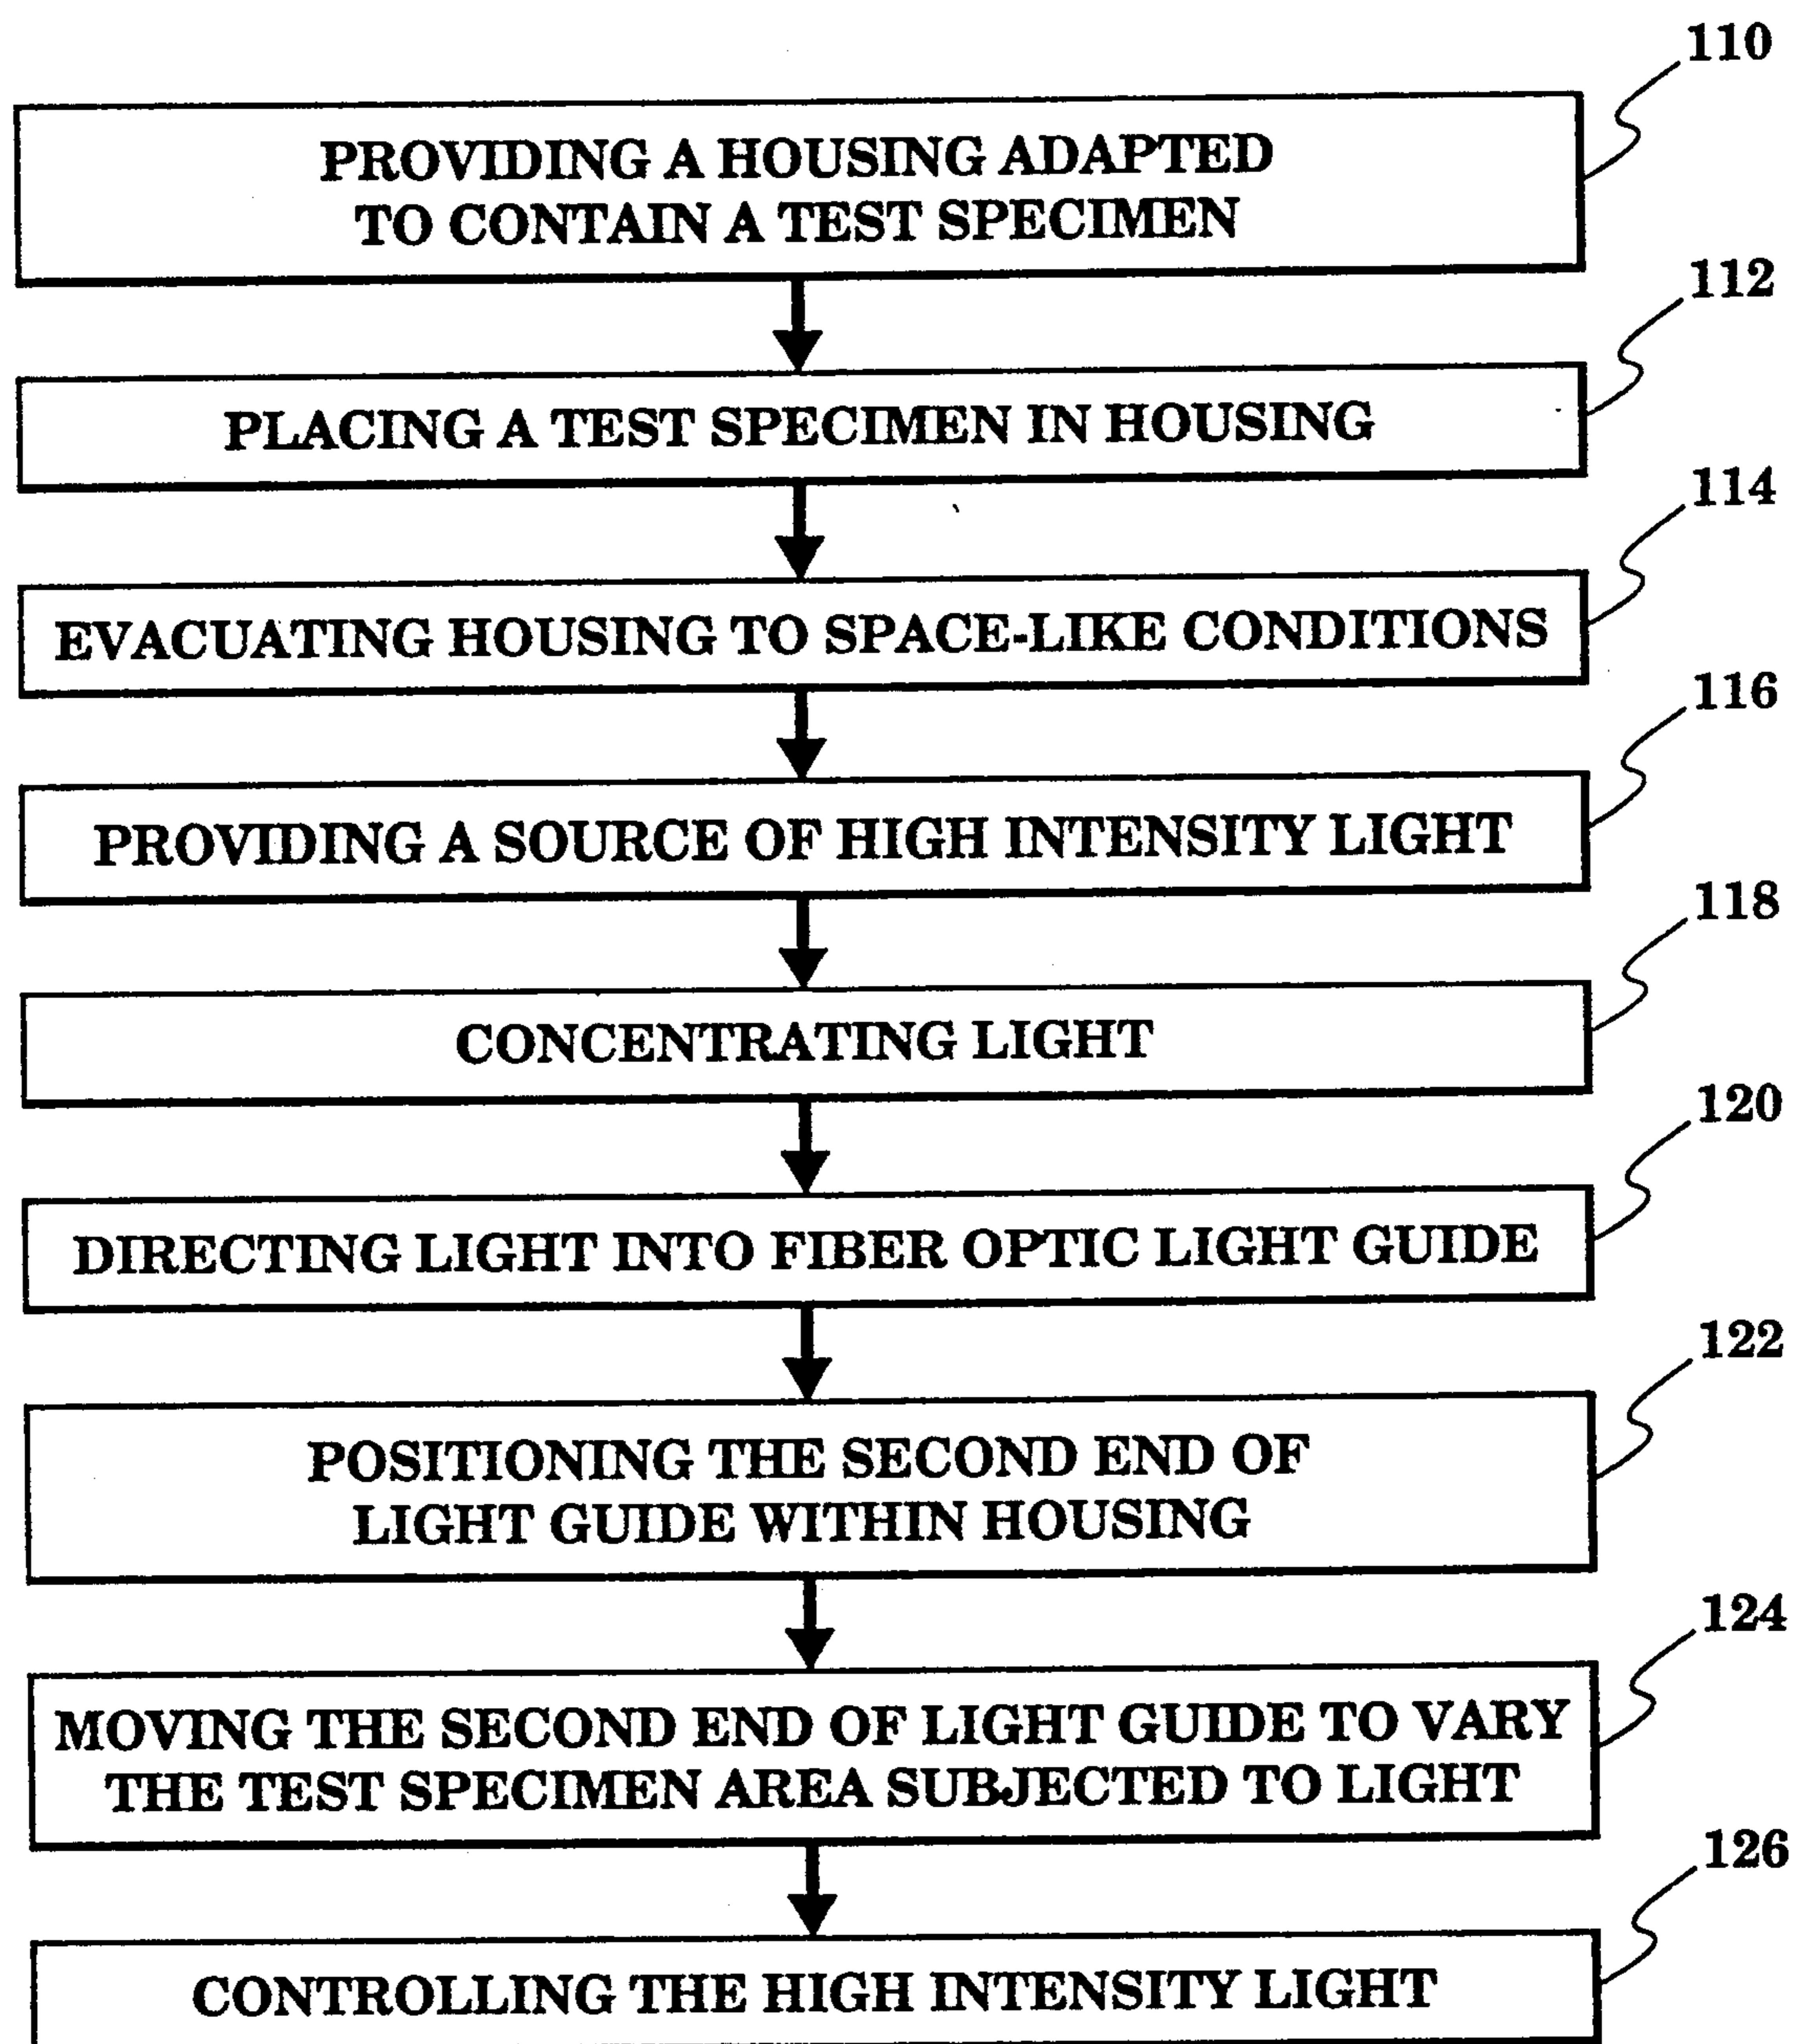 110
PROVIDING A HOUSING ADAPTED
TO CONTAIN A TEST SPECIMEN
112
PLACING A TEST SPECIMEN IN HOUSING
114
EVACUATING HOUSING TO SPACE-LIKE CONDITIONS
116
PROVIDING A SOURCE OF HIGH INTENSITY LIGHT
118
CONCENTRATING LIGHT
120
DIRECTING LIGHT INTO FIBER OPTIC LIGHT GUIDE
122
POSITIONING THE SECOND END OF
LIGHT GUIDE WITHIN HOUSING
124
MOVING THE SECOND END OF LIGHT GUIDE TO VARY
THE TEST SPECIMEN AREA SUBJECTED TO LIGHT
126
CONTROLLING THE HIGH INTENSITY LIGHT